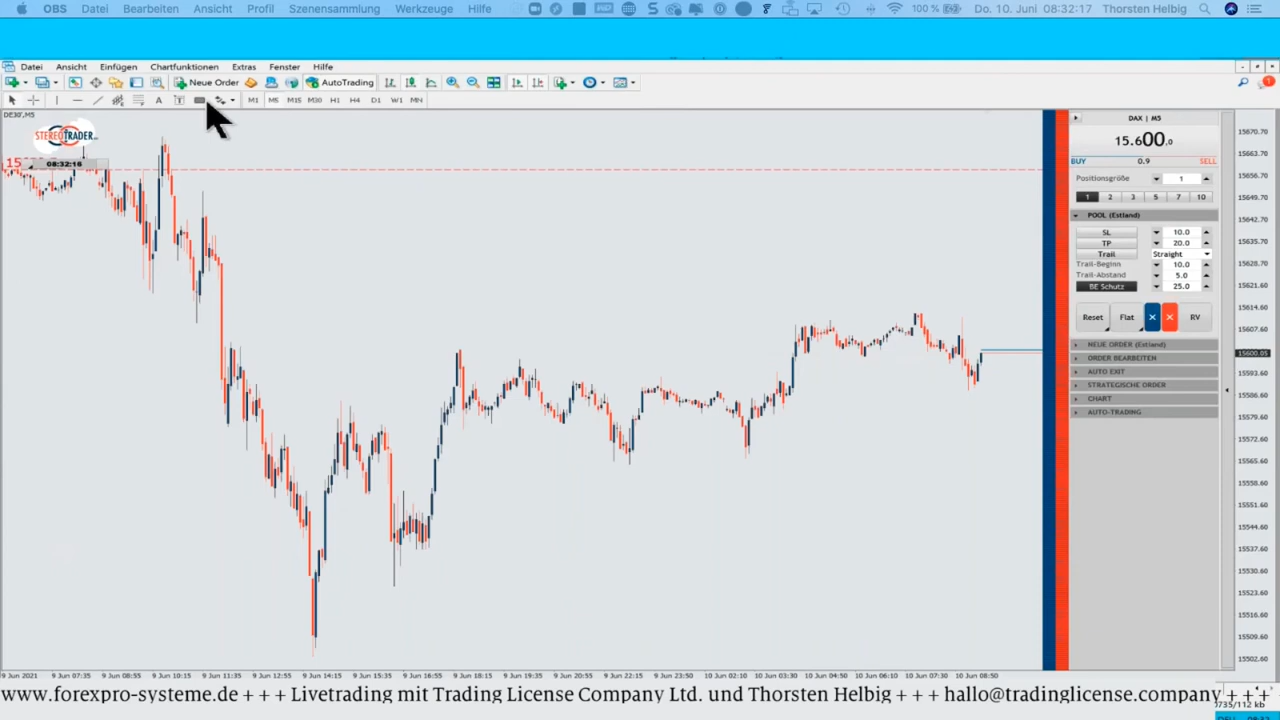 OBS Datei Bearbeiten Ansicht Profil Szenensammlung Werkzeuge Hilfe 100 % Do. 10. Juni 08:32:17 Thorsten Helbig
Datei Ansicht Einfügen Chartfunktionen Extras Fenster Hilfe
Neue Order AutoTrading
M1 M5 M15 M30 H1 H4 D1 W1 MN
DE30',M5
STEREOTRADER
15
08:32:16
DAX | M5
15.600,0
BUY 0.9 SELL
Positionsgröße 1
1 2 3 5 7 10
POOL (Estland)
SL 10.0
TP 20.0
Trail Straight
Trail-Beginn 10.0
Trail-Abstand 5.0
BE Schutz 25.0
Reset Flat × × RV
NEUE ORDER (Estland)
ORDER BEARBEITEN
AUTO EXIT
STRATEGISCHE ORDER
CHART
AUTO-TRADING
15670.70
15663.70
15656.70
15649.70
15642.70
15635.70
15628.70
15621.60
15614.60
15607.60
15600.05
15593.60
15586.60
15579.60
15572.60
15565.60
15558.60
15551.60
15544.60
15537.60
15530.60
15523.60
15516.60
15509.60
15502.60
9 Jun 2021 9 Jun 07:35 9 Jun 08:55 9 Jun 10:15 9 Jun 11:35 9 Jun 12:55 9 Jun 14:15 9 Jun 15:35 9 Jun 16:55 9 Jun 18:15 9 Jun 19:35 9 Jun 20:55 9 Jun 22:15 9 Jun 23:35 10 Jun 02:10 10 Jun 03:30 10 Jun 04:50 10 Jun 06:10 10 Jun 07:30 10 Jun 08:50
www.forexpro-systeme.de + + + Livetrading mit Trading License Company Ltd. und Thorsten Helbig + + + hallo@tradinglicense.company + + +
0735/112 kb